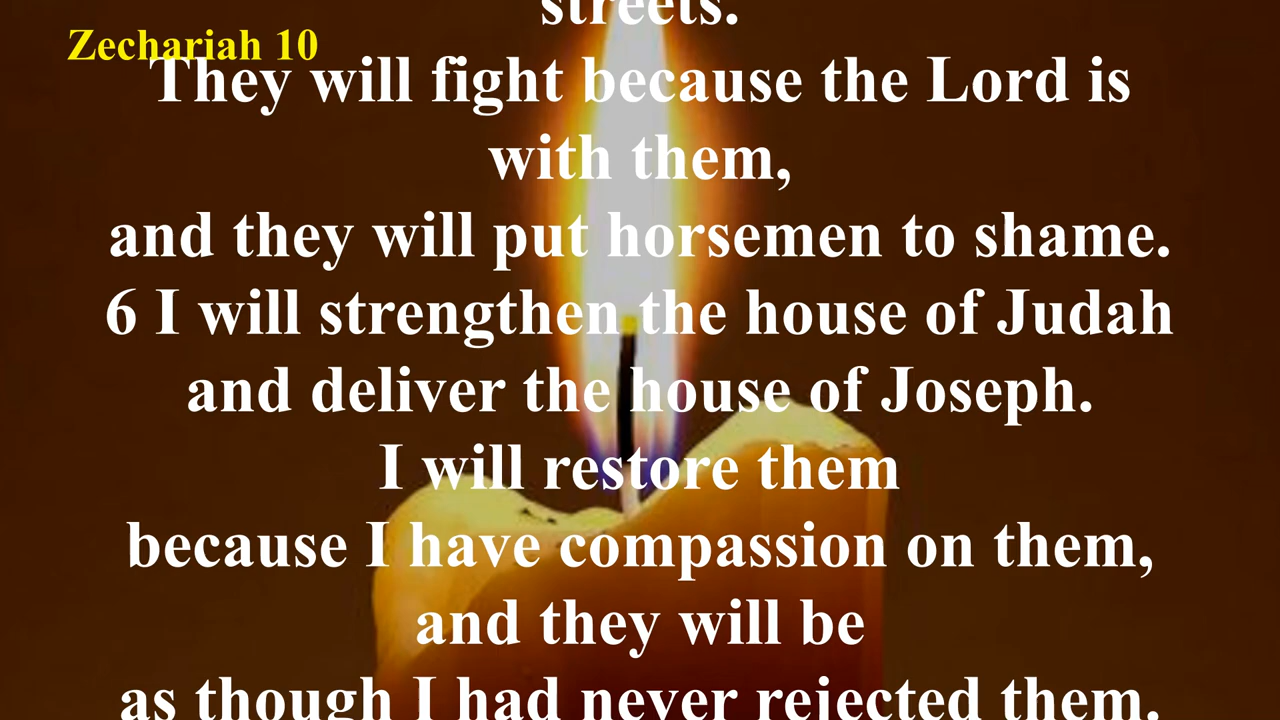 streets.
Zechariah 10
They will fight because the Lord is
with them,
and they will put horsemen to shame.
6 I will strengthen the house of Judah
and deliver the house of Joseph.
I will restore them
because I have compassion on them,
and they will be
as though I had never rejected them.